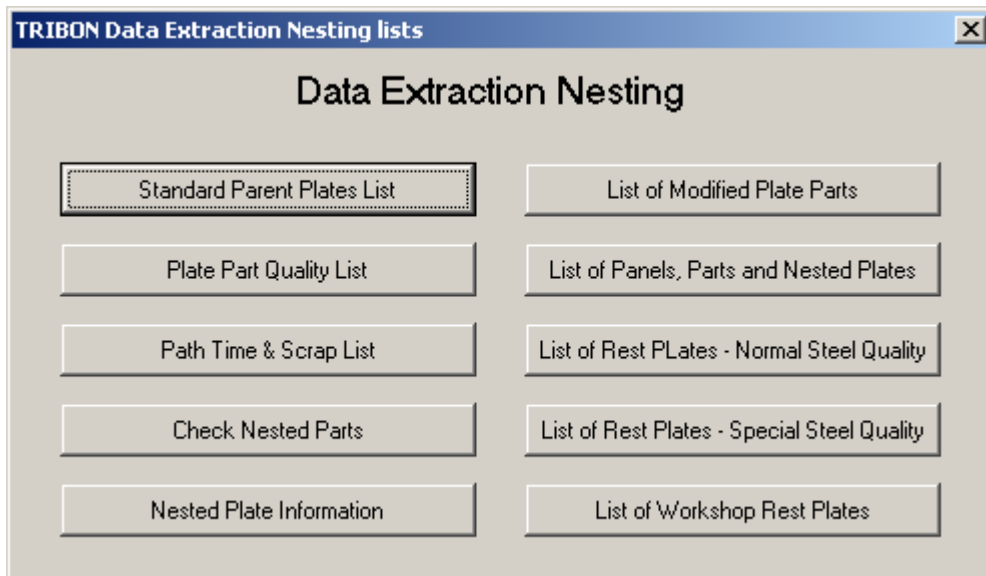 TRIBON Data Extraction Nesting lists
Data Extraction Nesting
Standard Parent Plates List
List of Modified Plate Parts
Plate Part Quality List
List of Panels, Parts and Nested Plates
Path Time & Scrap List
List of Rest PLates - Normal Steel Quality
Check Nested Parts
List of Rest Plates - Special Steel Quality
Nested Plate Information
List of Workshop Rest Plates